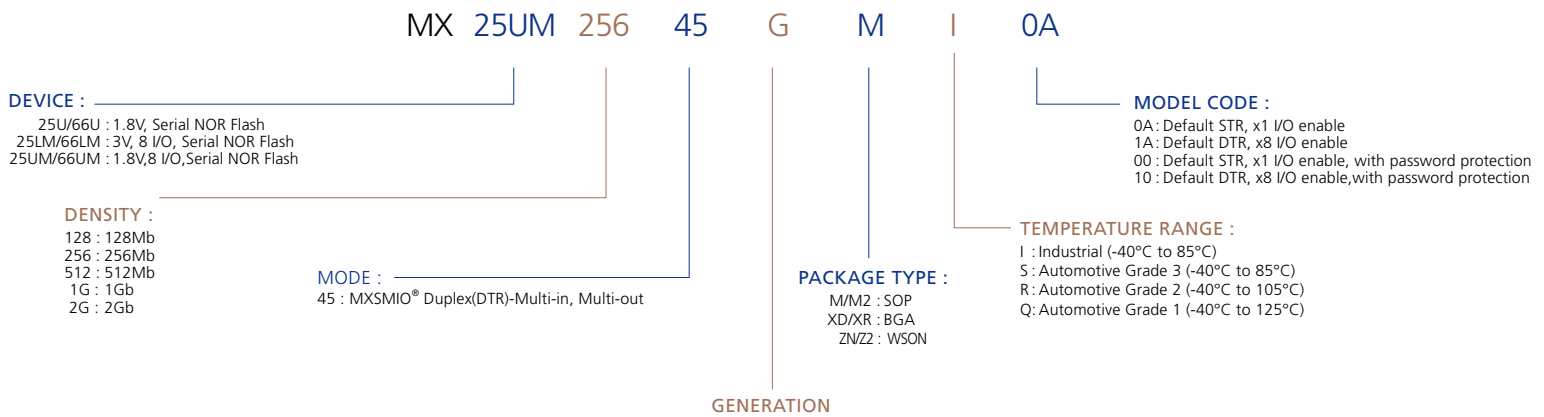 MX 25UM 256 45 G M I 0A
DEVICE :
25U/66U : 1.8V, Serial NOR Flash
25LM/66LM : 3V, 8 I/O, Serial NOR Flash
25UM/66UM : 1.8V,8 I/O,Serial NOR Flash
DENSITY :
128 : 128Mb
256 : 256Mb
512 : 512Mb
1G : 1Gb
2G : 2Gb
MODE :
45 : MXSMIO® Duplex(DTR)-Multi-in, Multi-out
GENERATION
PACKAGE TYPE :
M/M2 : SOP
XD/XR : BGA
ZN/Z2 : WSON
TEMPERATURE RANGE :
I : Industrial (-40°C to 85°C)
S : Automotive Grade 3 (-40°C to 85°C)
R : Automotive Grade 2 (-40°C to 105°C)
Q: Automotive Grade 1 (-40°C to 125°C)
MODEL CODE :
0A : Default STR, x1 I/O enable
1A : Default DTR, x8 I/O enable
00 : Default STR, x1 I/O enable, with password protection
10 : Default DTR, x8 I/O enable,with password protection